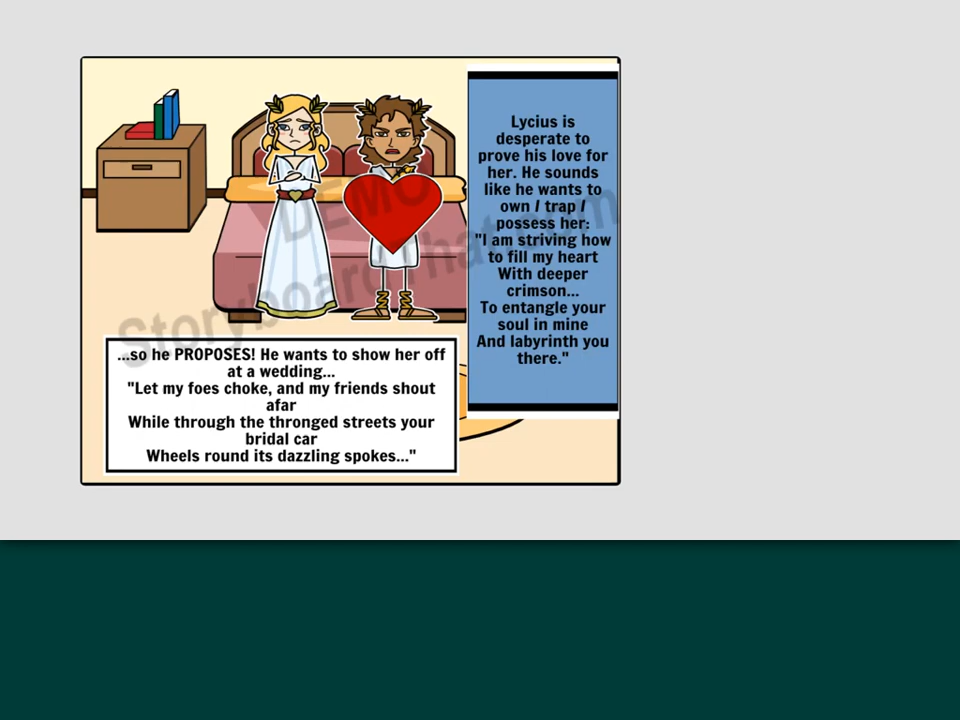 Lycius is
desperate to
prove his love for
her. He sounds
like he wants to
own / trap /
possess her:
"I am striving how
to fill my heart
With deeper
crimson...
To entangle your
soul in mine
And labyrinth you
there."
...so he PROPOSES! He wants to show her off
at a wedding...
"Let my foes choke, and my friends shout
afar
While through the thronged streets your
bridal car
Wheels round its dazzling spokes..."
DEMO
StoryboardThat.com